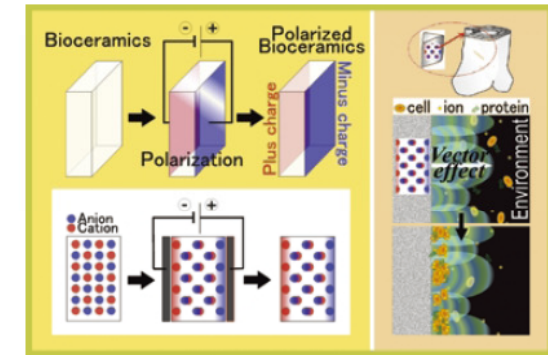 Bioceramics
- +
Polarized
Bioceramics
Polarization
Plus charge
Minus charge
- +
Anion
Cation
cell ion protein
Vector
effect
Environment